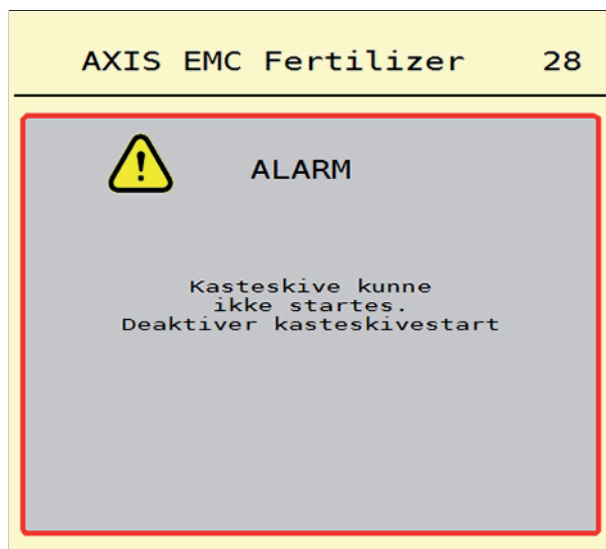 AXIS EMC Fertilizer 28
ALARM
Kasteskive kunne
ikke startes.
Deaktiver kasteskivestart